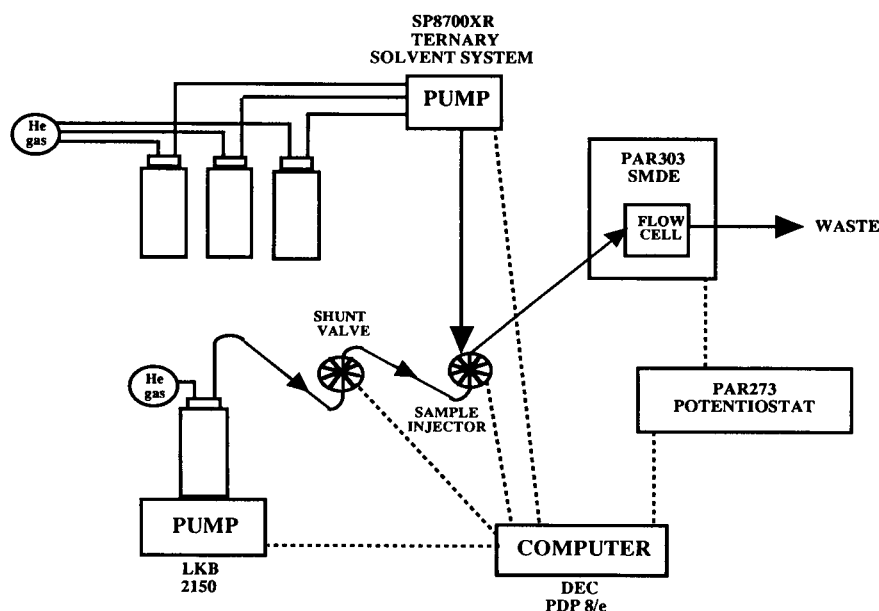 SP8700XR
TERNARY
SOLVENT SYSTEM
PUMP
He
gas
PAR303
SMDE
FLOW
CELL
WASTE
SHUNT
VALVE
He
gas
SAMPLE
INJECTOR
PAR273
POTENTIOSTAT
PUMP
LKB
2150
COMPUTER
DEC
PDP 8/e